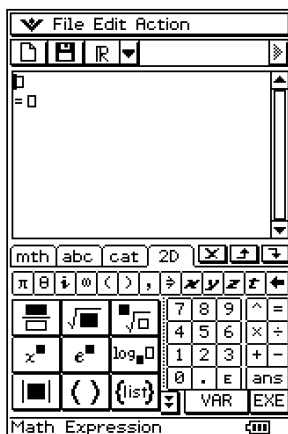 File Edit Action
R
=
mth abc cat 2D
π θ i ∞ ( ) , ⇒ x y z t ←
√ √ 7 8 9 ^ =
4 5 6 × ÷
x e log 1 2 3 + −
0 . E ans
| | ( ) {list} VAR EXE
Math Expression